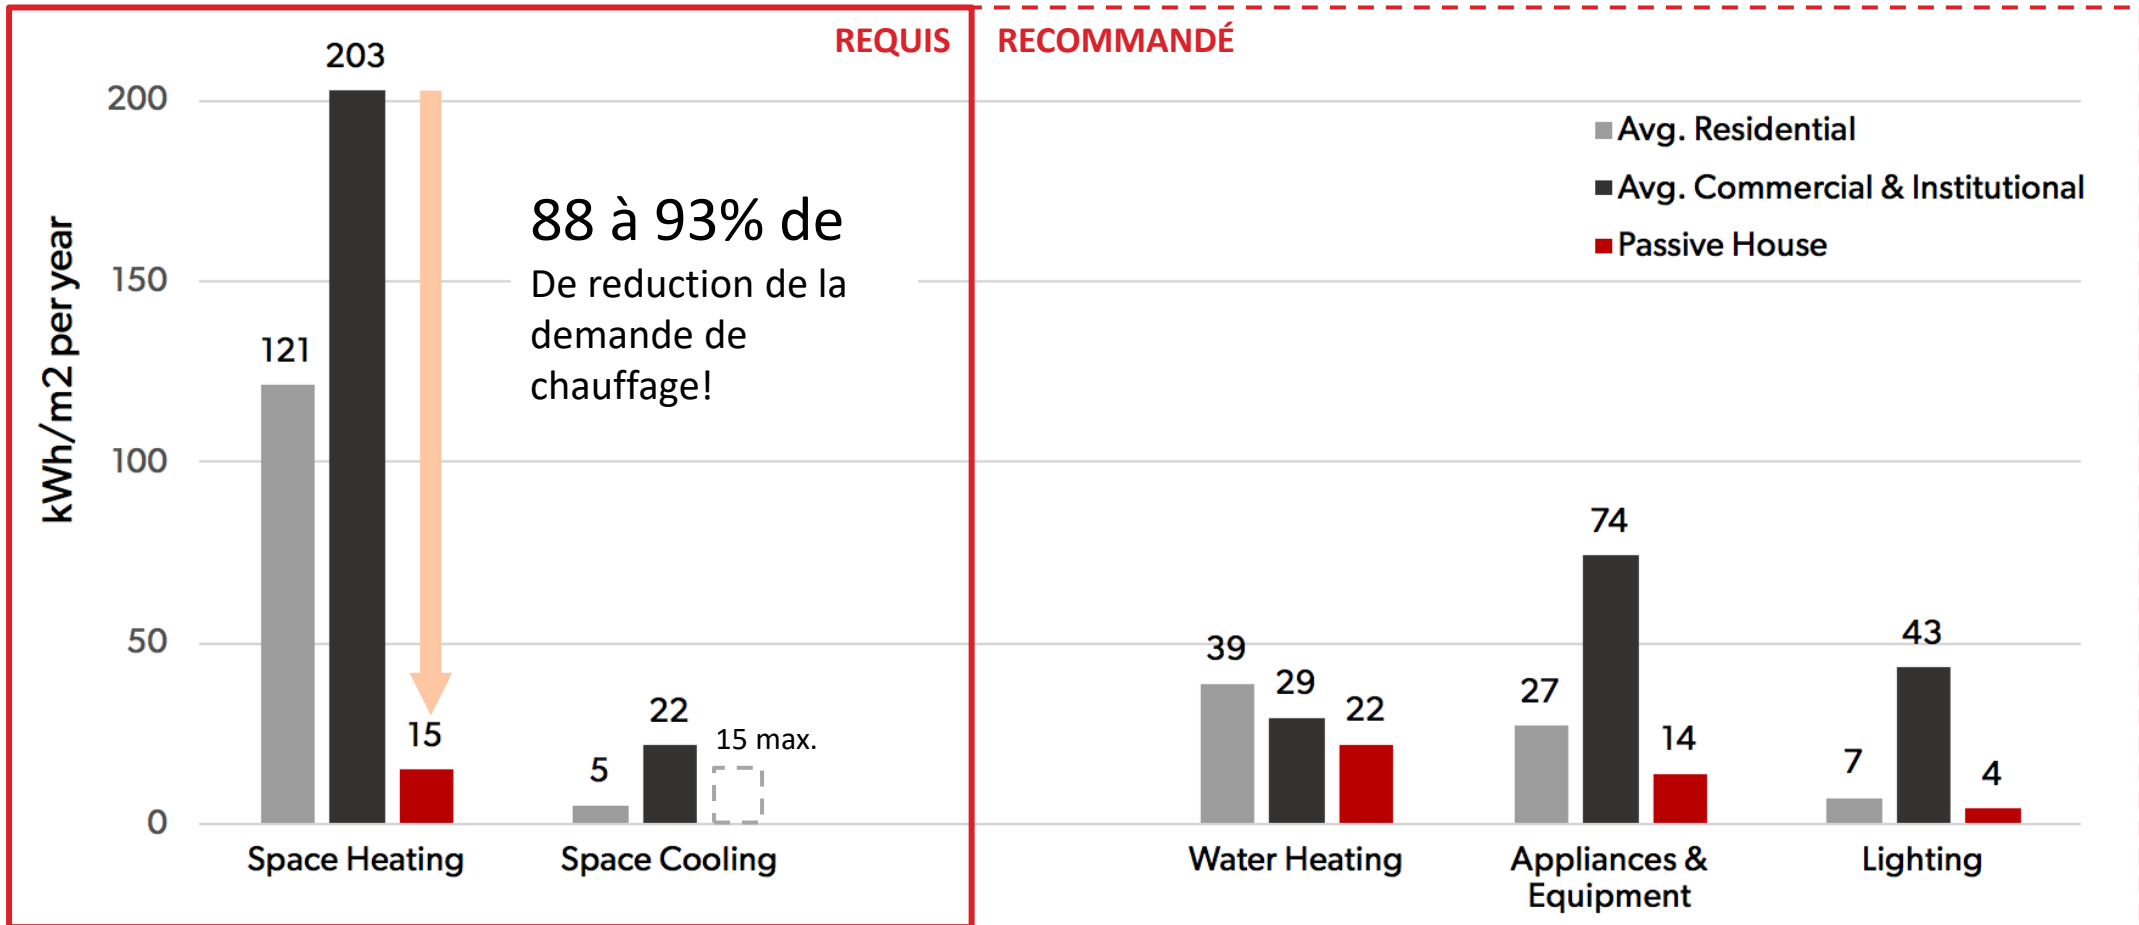 REQUIS
RECOMMANDÉ
kWh/m2 per year
200
150
100
50
0
203
121
15
88 à 93% de
De reduction de la
demande de
chauffage!
5
22
15 max.
Avg. Residential
Avg. Commercial & Institutional
Passive House
39
29
22
27
74
14
7
43
4
Space Heating
Space Cooling
Water Heating
Appliances &
Equipment
Lighting